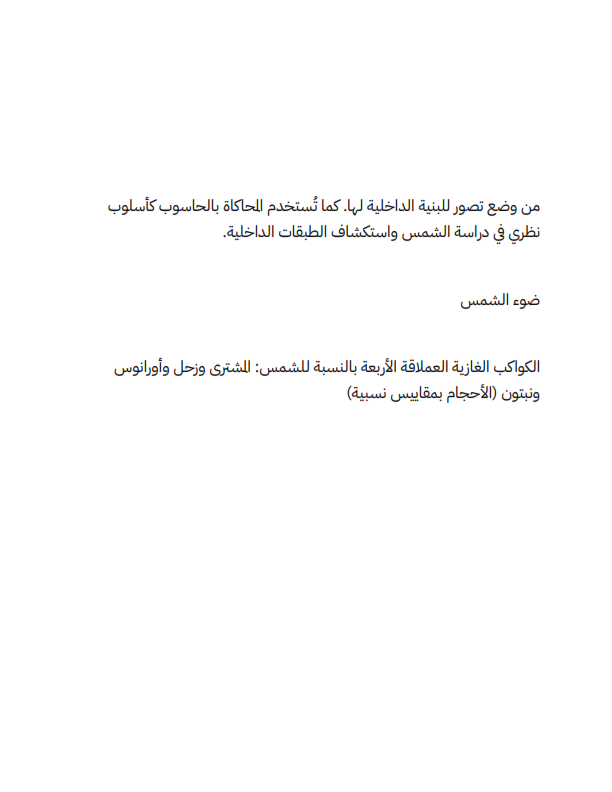 من وضع تصور للبنية الداخلية لها. كما تُستخدم المحاكاة بالحاسوب كأسلوب
نظري في دراسة الشمس واستكشاف الطبقات الداخلية.
ضوء الشمس
الكواكب الغازية العملاقة الأربعة بالنسبة للشمس: المشترى وزحل وأورانوس
ونبتون (الأحجام بمقاييس نسبية)